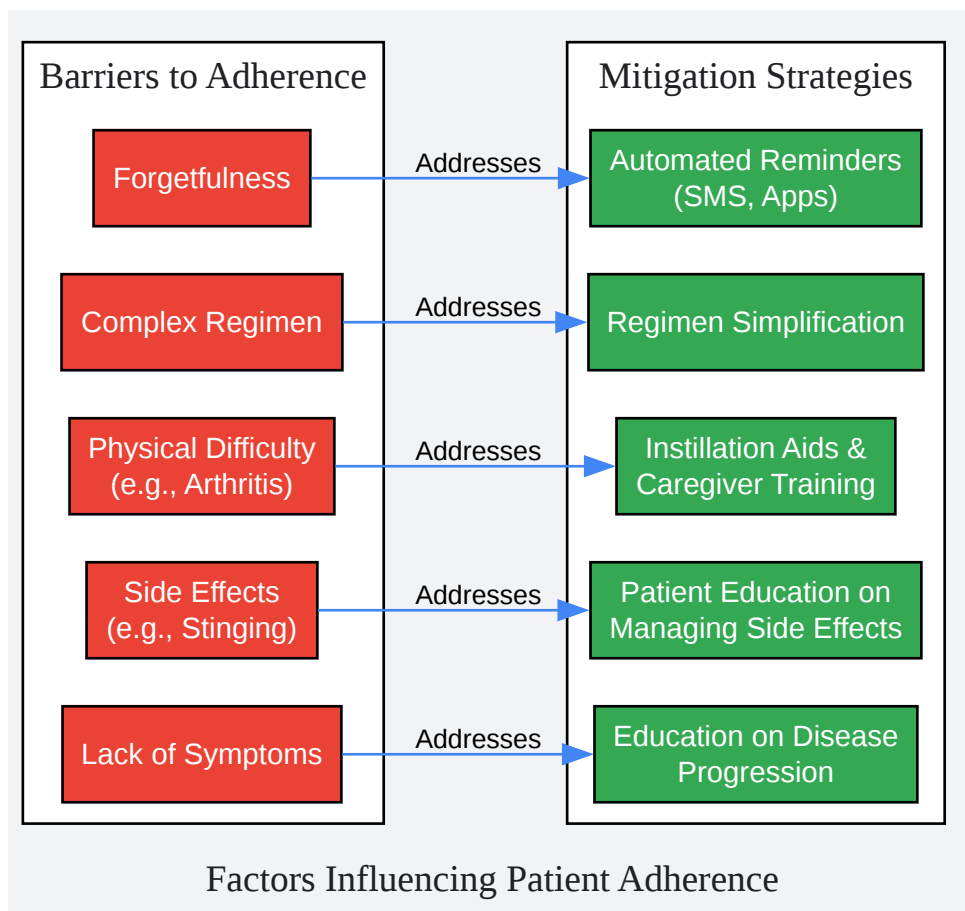 Barriers to Adherence
Mitigation Strategies
Forgetfulness
Addresses
Automated Reminders
(SMS, Apps)
Complex Regimen
Addresses
Regimen Simplification
Physical Difficulty
(e.g., Arthritis)
Addresses
Instillation Aids &
Caregiver Training
Side Effects
(e.g., Stinging)
Addresses
Patient Education on
Managing Side Effects
Lack of Symptoms
Addresses
Education on Disease
Progression
Factors Influencing Patient Adherence